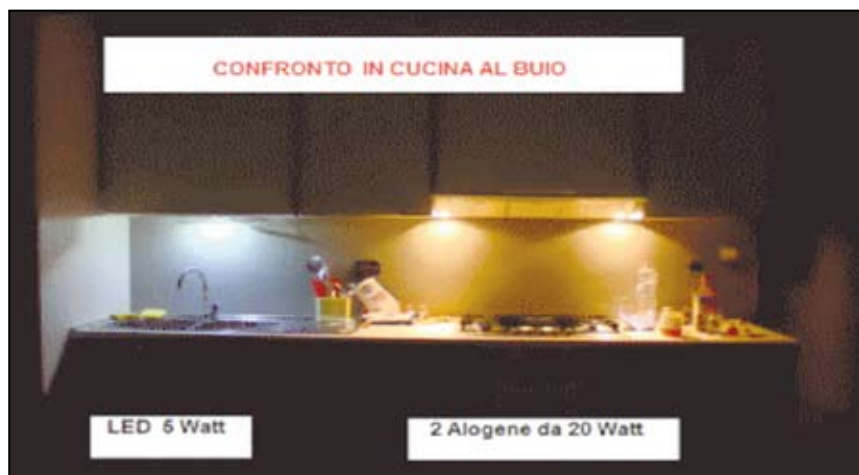 CONFRONTO IN CUCINA AL BUIO
LED 5 Watt
2 Alogene da 20 Watt